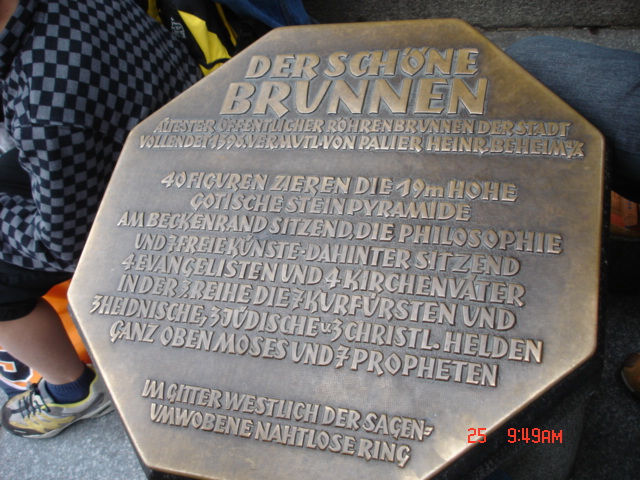 DER SCHÖNE
BRUNNEN
ÄLTESTER ÖFFENTLICHER RÖHRENBRUNNEN DER STADT
VOLLENDET 1396. VERMUTL. VON PALIER HEINR. BEHEIM
40 FIGUREN ZIEREN DIE 19m HOHE
GOTISCHE STEINPYRAMIDE
AM BECKENRAND SITZEND, DIE PHILOSOPHIE
UND 7 FREIE KÜNSTE - DAHINTER SITZEND
4 EVANGELISTEN UND 4 KIRCHENVÄTER
IN DER 3. REIHE DIE 7 KURFÜRSTEN UND
3 HEIDNISCHE, 3 JÜDISCHE u. 3 CHRISTL. HELDEN
GANZ OBEN MOSES UND 7 PROPHETEN
IM GITTER WESTLICH DER SAGEN-
UMWOBENE NAHTLOSE RING
25 9:49AM